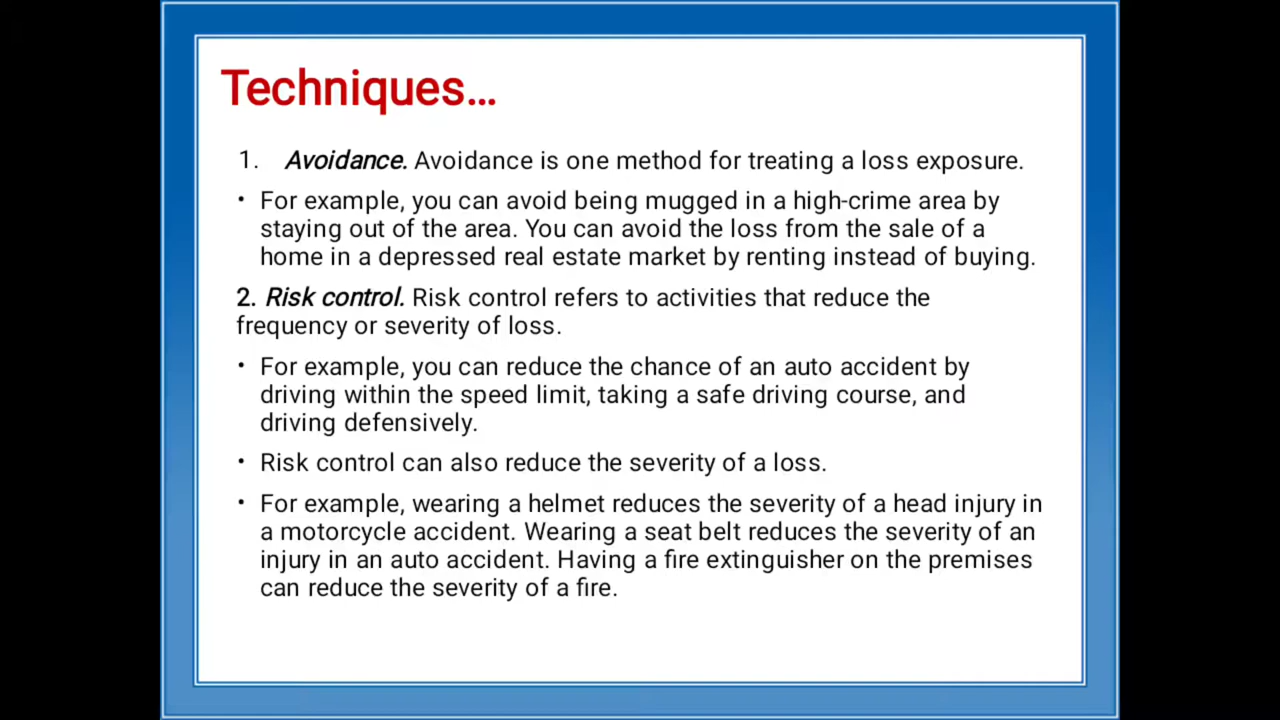 Techniques...
1. Avoidance. Avoidance is one method for treating a loss exposure.
• For example, you can avoid being mugged in a high-crime area by
staying out of the area. You can avoid the loss from the sale of a
home in a depressed real estate market by renting instead of buying.
2. Risk control. Risk control refers to activities that reduce the
frequency or severity of loss.
• For example, you can reduce the chance of an auto accident by
driving within the speed limit, taking a safe driving course, and
driving defensively.
• Risk control can also reduce the severity of a loss.
• For example, wearing a helmet reduces the severity of a head injury in
a motorcycle accident. Wearing a seat belt reduces the severity of an
injury in an auto accident. Having a fire extinguisher on the premises
can reduce the severity of a fire.